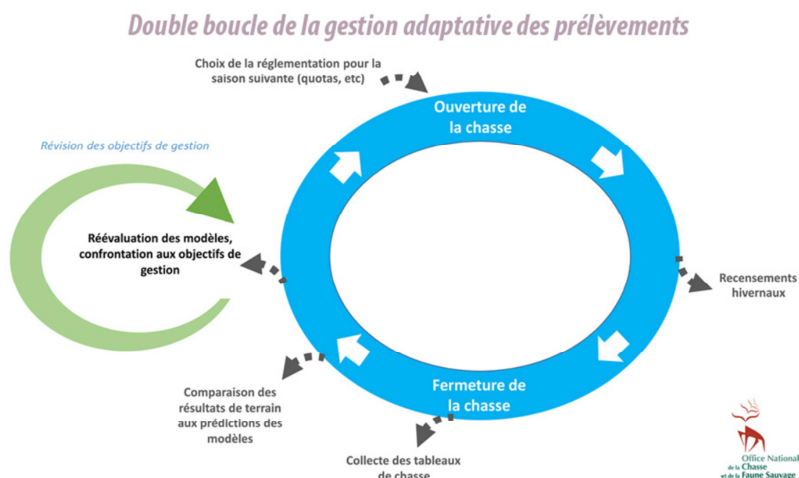 Double boucle de la gestion adaptative des prélèvements
Choix de la réglementation pour la
saison suivante (quotas, etc)
Ouverture de
la chasse
Révision des objectifs de gestion
Réévaluation des modèles,
confrontation aux objectifs de
gestion
Recensements
hivernaux
Fermeture de
la chasse
Comparaison des
résultats de terrain
aux prédictions des
modèles
Collecte des tableaux
de chasse
Office National
de la Chasse
et de la Faune Sauvage